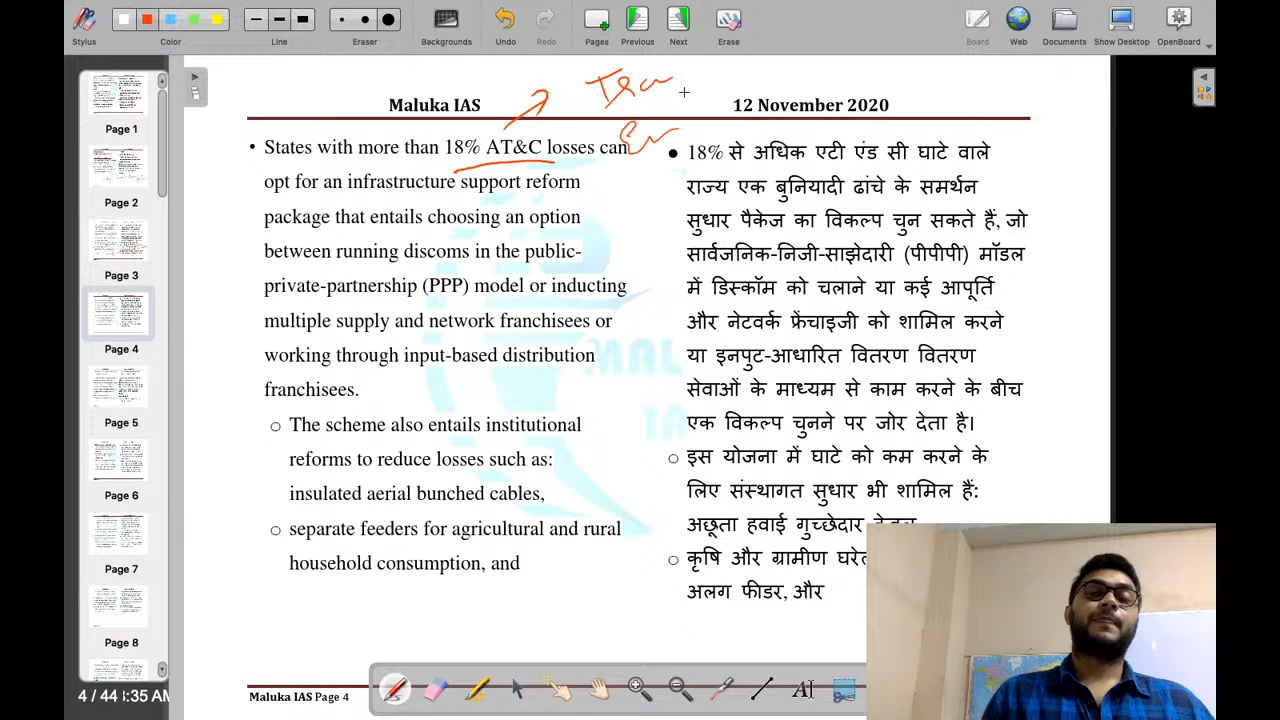 Stylus
Color
Line
Eraser
Backgrounds
Undo
Redo
Pages
Previous
Next
Erase
Board
Web
Documents
Show Desktop
OpenBoard
Page 1
Page 2
Page 3
Page 4
Page 5
Page 6
Page 7
Page 8
4 / 44
:35 AM
Maluka IAS
12 November 2020
• States with more than 18% AT&C losses can
opt for an infrastructure support reform
package that entails choosing an option
between running discoms in the public-
private-partnership (PPP) model or inducting
multiple supply and network franchisees or
working through input-based distribution
franchisees.
○ The scheme also entails institutional
reforms to reduce losses such as:
insulated aerial bunched cables,
○ separate feeders for agricultural and rural
household consumption, and
● 18% से अधिक एटी एंड सी घाटे वाले
राज्य एक बुनियादी ढांचे के समर्थन
सुधार पैकेज का विकल्प चुन सकते हैं, जो
सार्वजनिक-निजी-साझेदारी (पीपीपी) मॉडल
में डिस्कॉम को चलाने या कई आपूर्ति
और नेटवर्क फ्रेंचाइजी को शामिल करने
या इनपुट-आधारित वितरण वितरण
सेवाओं के माध्यम से काम करने के बीच
एक विकल्प चुनने पर जोर देता है।
○ इस योजना में घाटे को कम करने के
लिए संस्थागत सुधार भी शामिल हैं:
अछूता हवाई गुच्छेदार
○ कृषि और ग्रामीण
अलग फीडर, और
MAL
IA
Maluka IAS Page 4